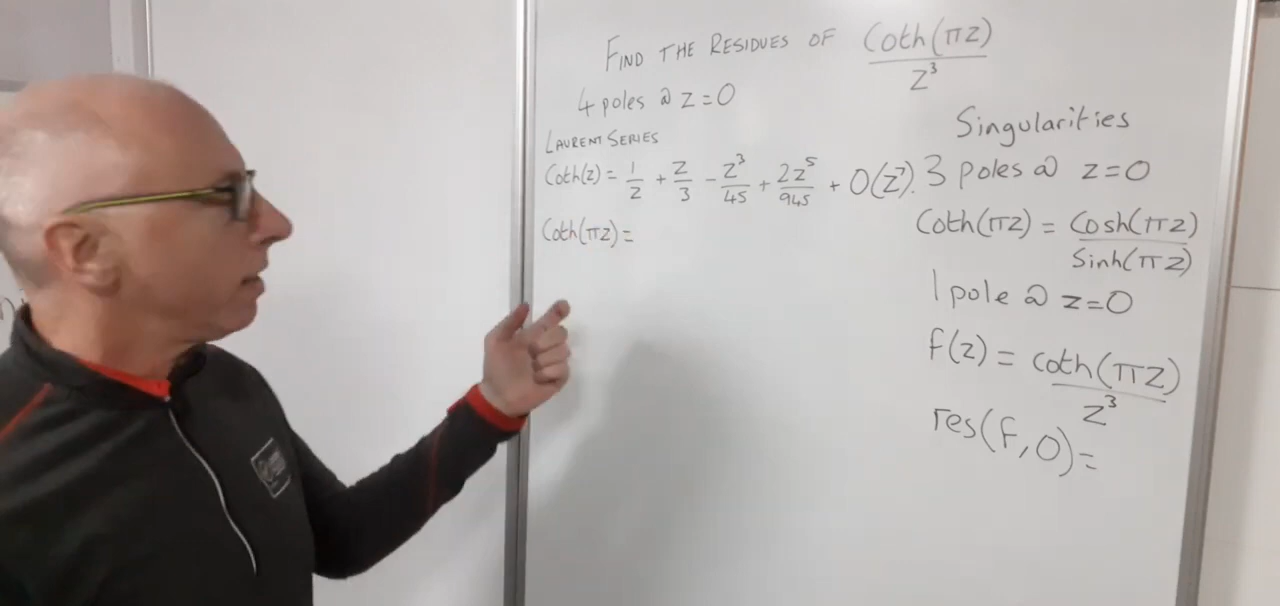 FIND THE RESIDUES OF Coth(πz)/z³
4 poles @ z=0
LAURENT SERIES
Coth(z) = 1/z + z/3 - z³/45 + 2z⁵/945 + O(z⁷).
Coth(πz) =
Singularities
3 poles @ z=0
Coth(πz) = Cosh(πz)/Sinh(πz)
1 pole @ z=0
f(z) = coth(πz)/z³
res(f,0)=